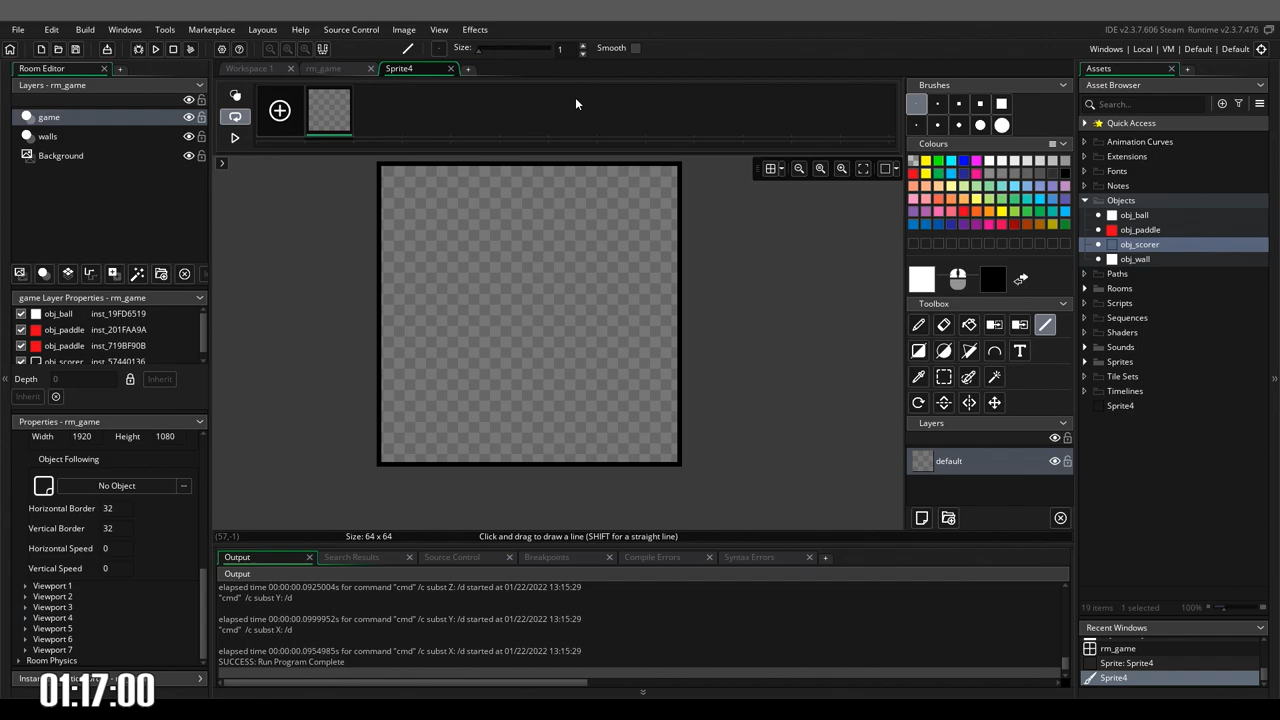 File Edit Build Windows Tools Marketplace Layouts Help Source Control Image View Effects
IDE v2.3.7.606 Steam Runtime v2.3.7.476
Size: 1 Smooth
Windows | Local | VM | Default | Default
Room Editor
Workspace 1
rm_game
Sprite4
Layers - rm_game
game
walls
Background
game Layer Properties - rm_game
obj_ball inst_19FD6519
obj_paddle inst_201FAA9A
obj_paddle inst_719BF90B
obj_scorer inst_57440136
Depth 0 Inherit
Inherit
Properties - rm_game
Width 1920 Height 1080
Object Following
No Object
Horizontal Border 32
Vertical Border 32
Horizontal Speed 0
Vertical Speed 0
Viewport 1
Viewport 2
Viewport 3
Viewport 4
Viewport 5
Viewport 6
Viewport 7
Room Physics
01:17:00
(57,-1) Size: 64 x 64 Click and drag to draw a line (SHIFT for a straight line)
Output Search Results Source Control Breakpoints Compile Errors Syntax Errors
Output
elapsed time 00:00:00.0925004s for command "cmd" /c subst Z: /d started at 01/22/2022 13:15:29
"cmd" /c subst Y: /d
elapsed time 00:00:00.0999952s for command "cmd" /c subst Y: /d started at 01/22/2022 13:15:29
"cmd" /c subst X: /d
elapsed time 00:00:00.0954985s for command "cmd" /c subst X: /d started at 01/22/2022 13:15:29
SUCCESS: Run Program Complete
Brushes
Colours
Toolbox
Layers
default
Assets
Asset Browser
Search...
Quick Access
Animation Curves
Extensions
Fonts
Notes
Objects
obj_ball
obj_paddle
obj_scorer
obj_wall
Paths
Rooms
Scripts
Sequences
Shaders
Sounds
Sprites
Tile Sets
Timelines
Sprite4
19 items 1 selected 100%
Recent Windows
rm_game
Sprite: Sprite4
Sprite4